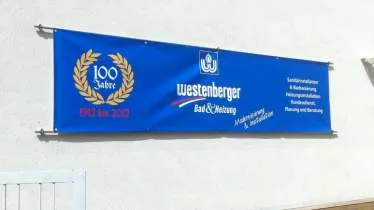 100
Jahre
1912 bis 2012
Westenberger
Bad & Heizung
Modernisierung
& Installation
Sanitärinstallation
& Badsanierung
Heizungsinstallation
Kundendienst,
Planung und Beratung